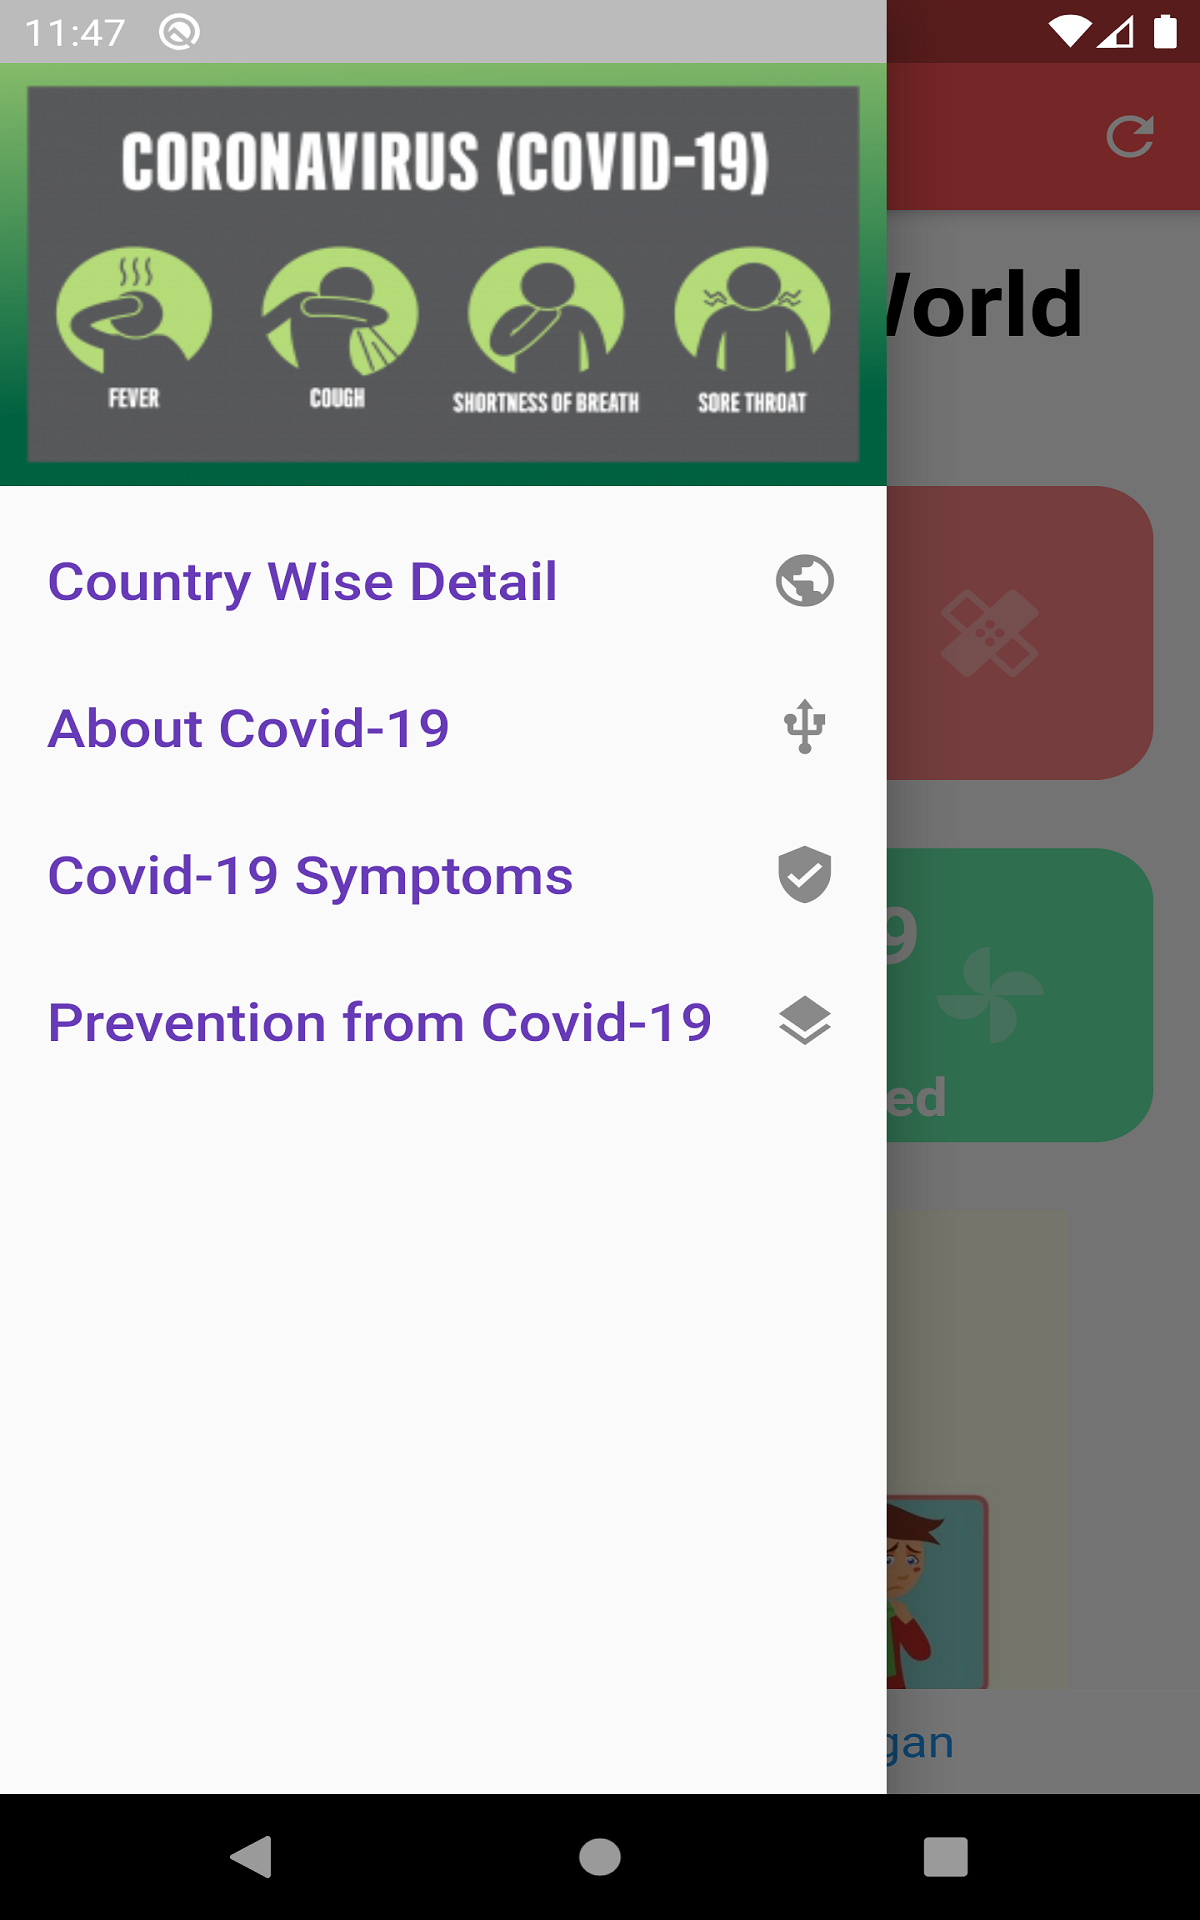 11:47
CORONAVIRUS (COVID-19)
FEVER
COUGH
SHORTNESS OF BREATH
SORE THROAT
Country Wise Detail
About Covid-19
Covid-19 Symptoms
Prevention from Covid-19
orld
9
ed
gan